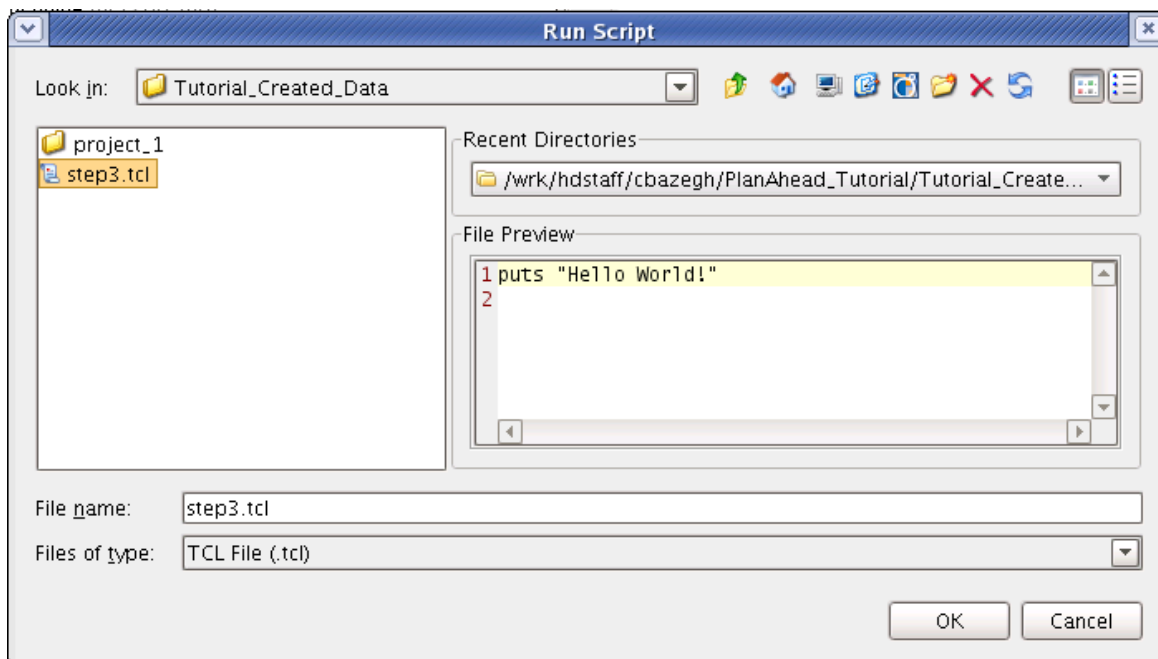 Run Script
Look in: Tutorial_Created_Data
project_1
step3.tcl
Recent Directories
/wrk/hdstaff/cbazegh/PlanAhead_Tutorial/Tutorial_Create...
File Preview
1 puts "Hello World!"
2
File name: step3.tcl
Files of type: TCL File (.tcl)
OK Cancel